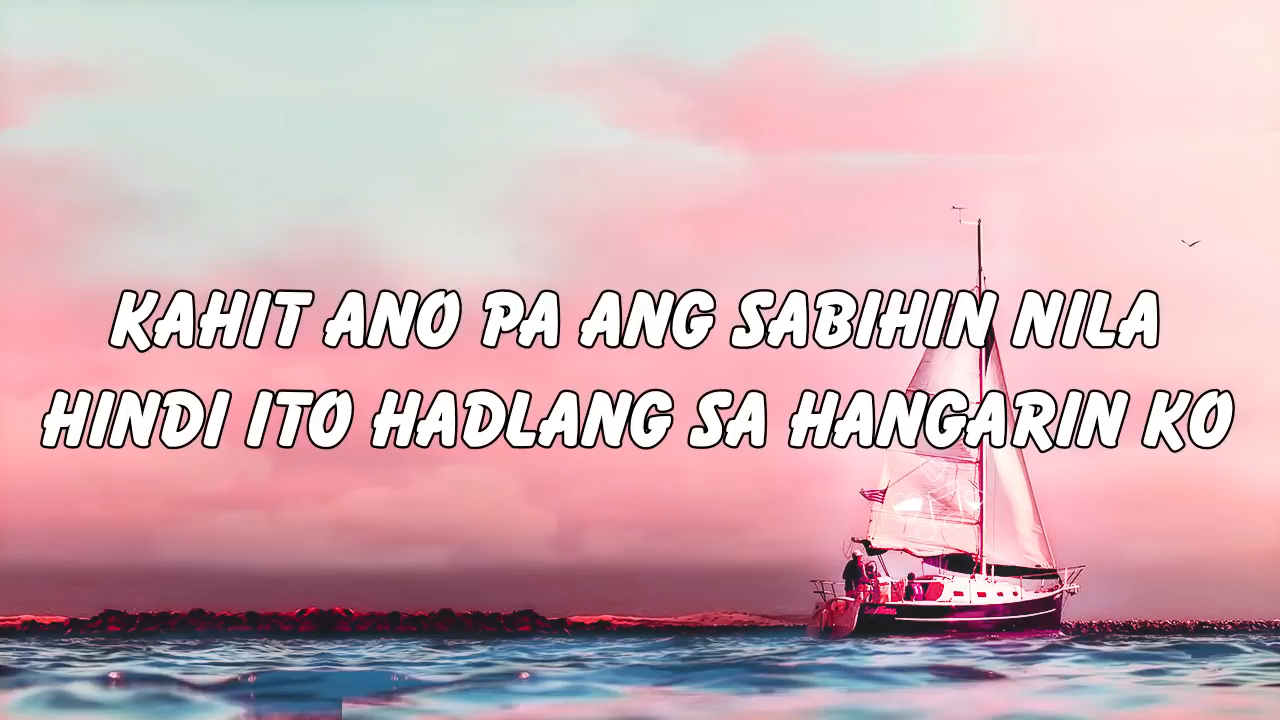 KAHIT ANO PA ANG SABIHIN NILA
HINDI ITO HADLANG SA HANGARIN KO